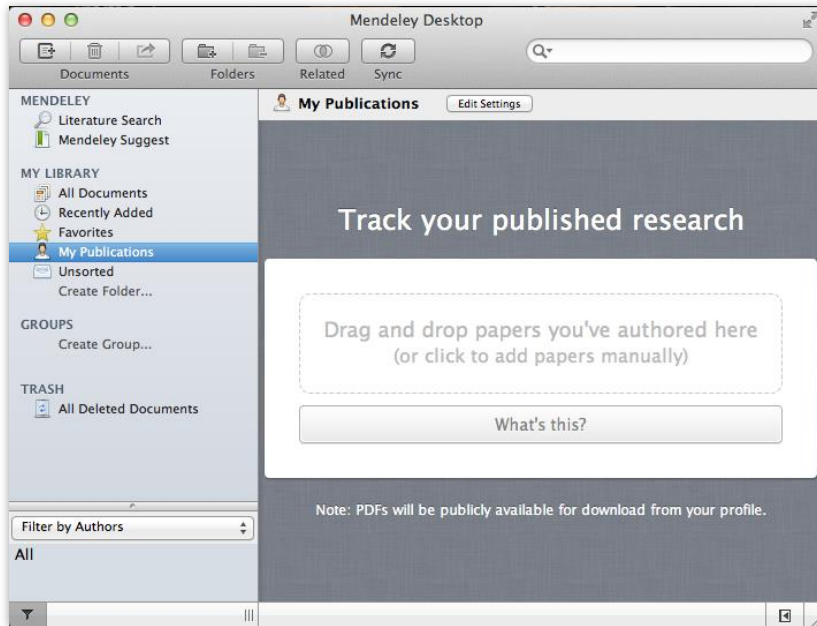 Mendeley Desktop
Documents
Folders
Related
Sync
MENDELEY
Literature Search
Mendeley Suggest
MY LIBRARY
All Documents
Recently Added
Favorites
My Publications
Unsorted
Create Folder...
GROUPS
Create Group...
TRASH
All Deleted Documents
Filter by Authors
All
My Publications
Edit Settings
Track your published research
Drag and drop papers you've authored here
(or click to add papers manually)
What's this?
Note: PDFs will be publicly available for download from your profile.